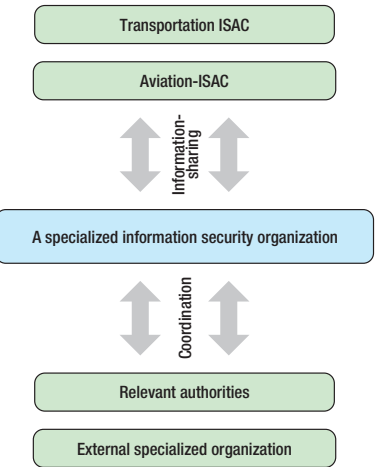 Transportation ISAC
Aviation-ISAC
Information-
sharing
A specialized information security organization
Coordination
Relevant authorities
External specialized organization